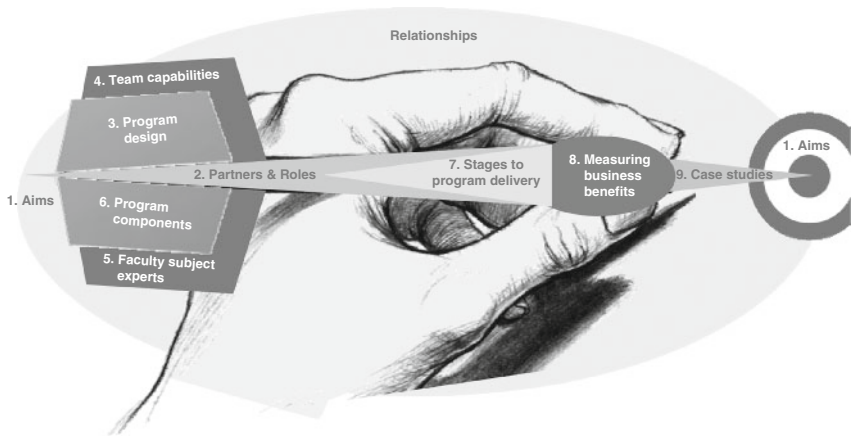 Relationships
4. Team capabilities
3. Program
design
1. Aims
2. Partners & Roles
7. Stages to
program delivery
8. Measuring
business
benefits
9. Case studies
1. Aims
6. Program
components
5. Faculty subject
experts